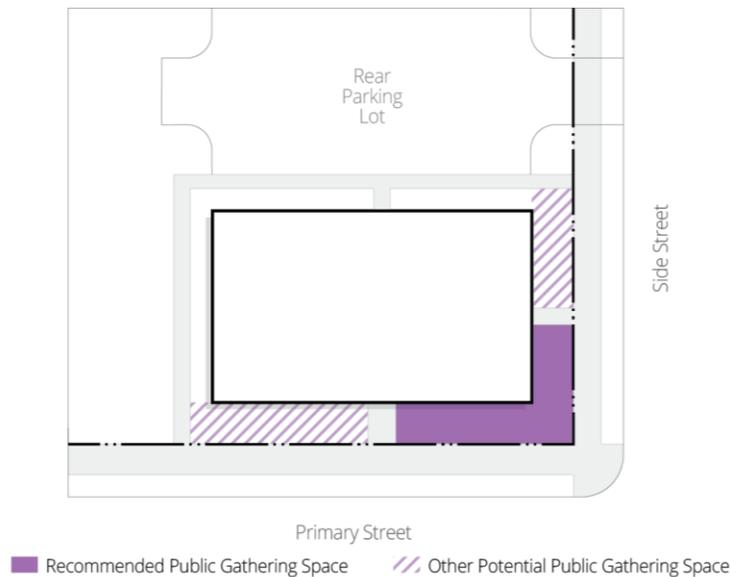 Rear
Parking
Lot
Side Street
Primary Street
Recommended Public Gathering Space
Other Potential Public Gathering Space